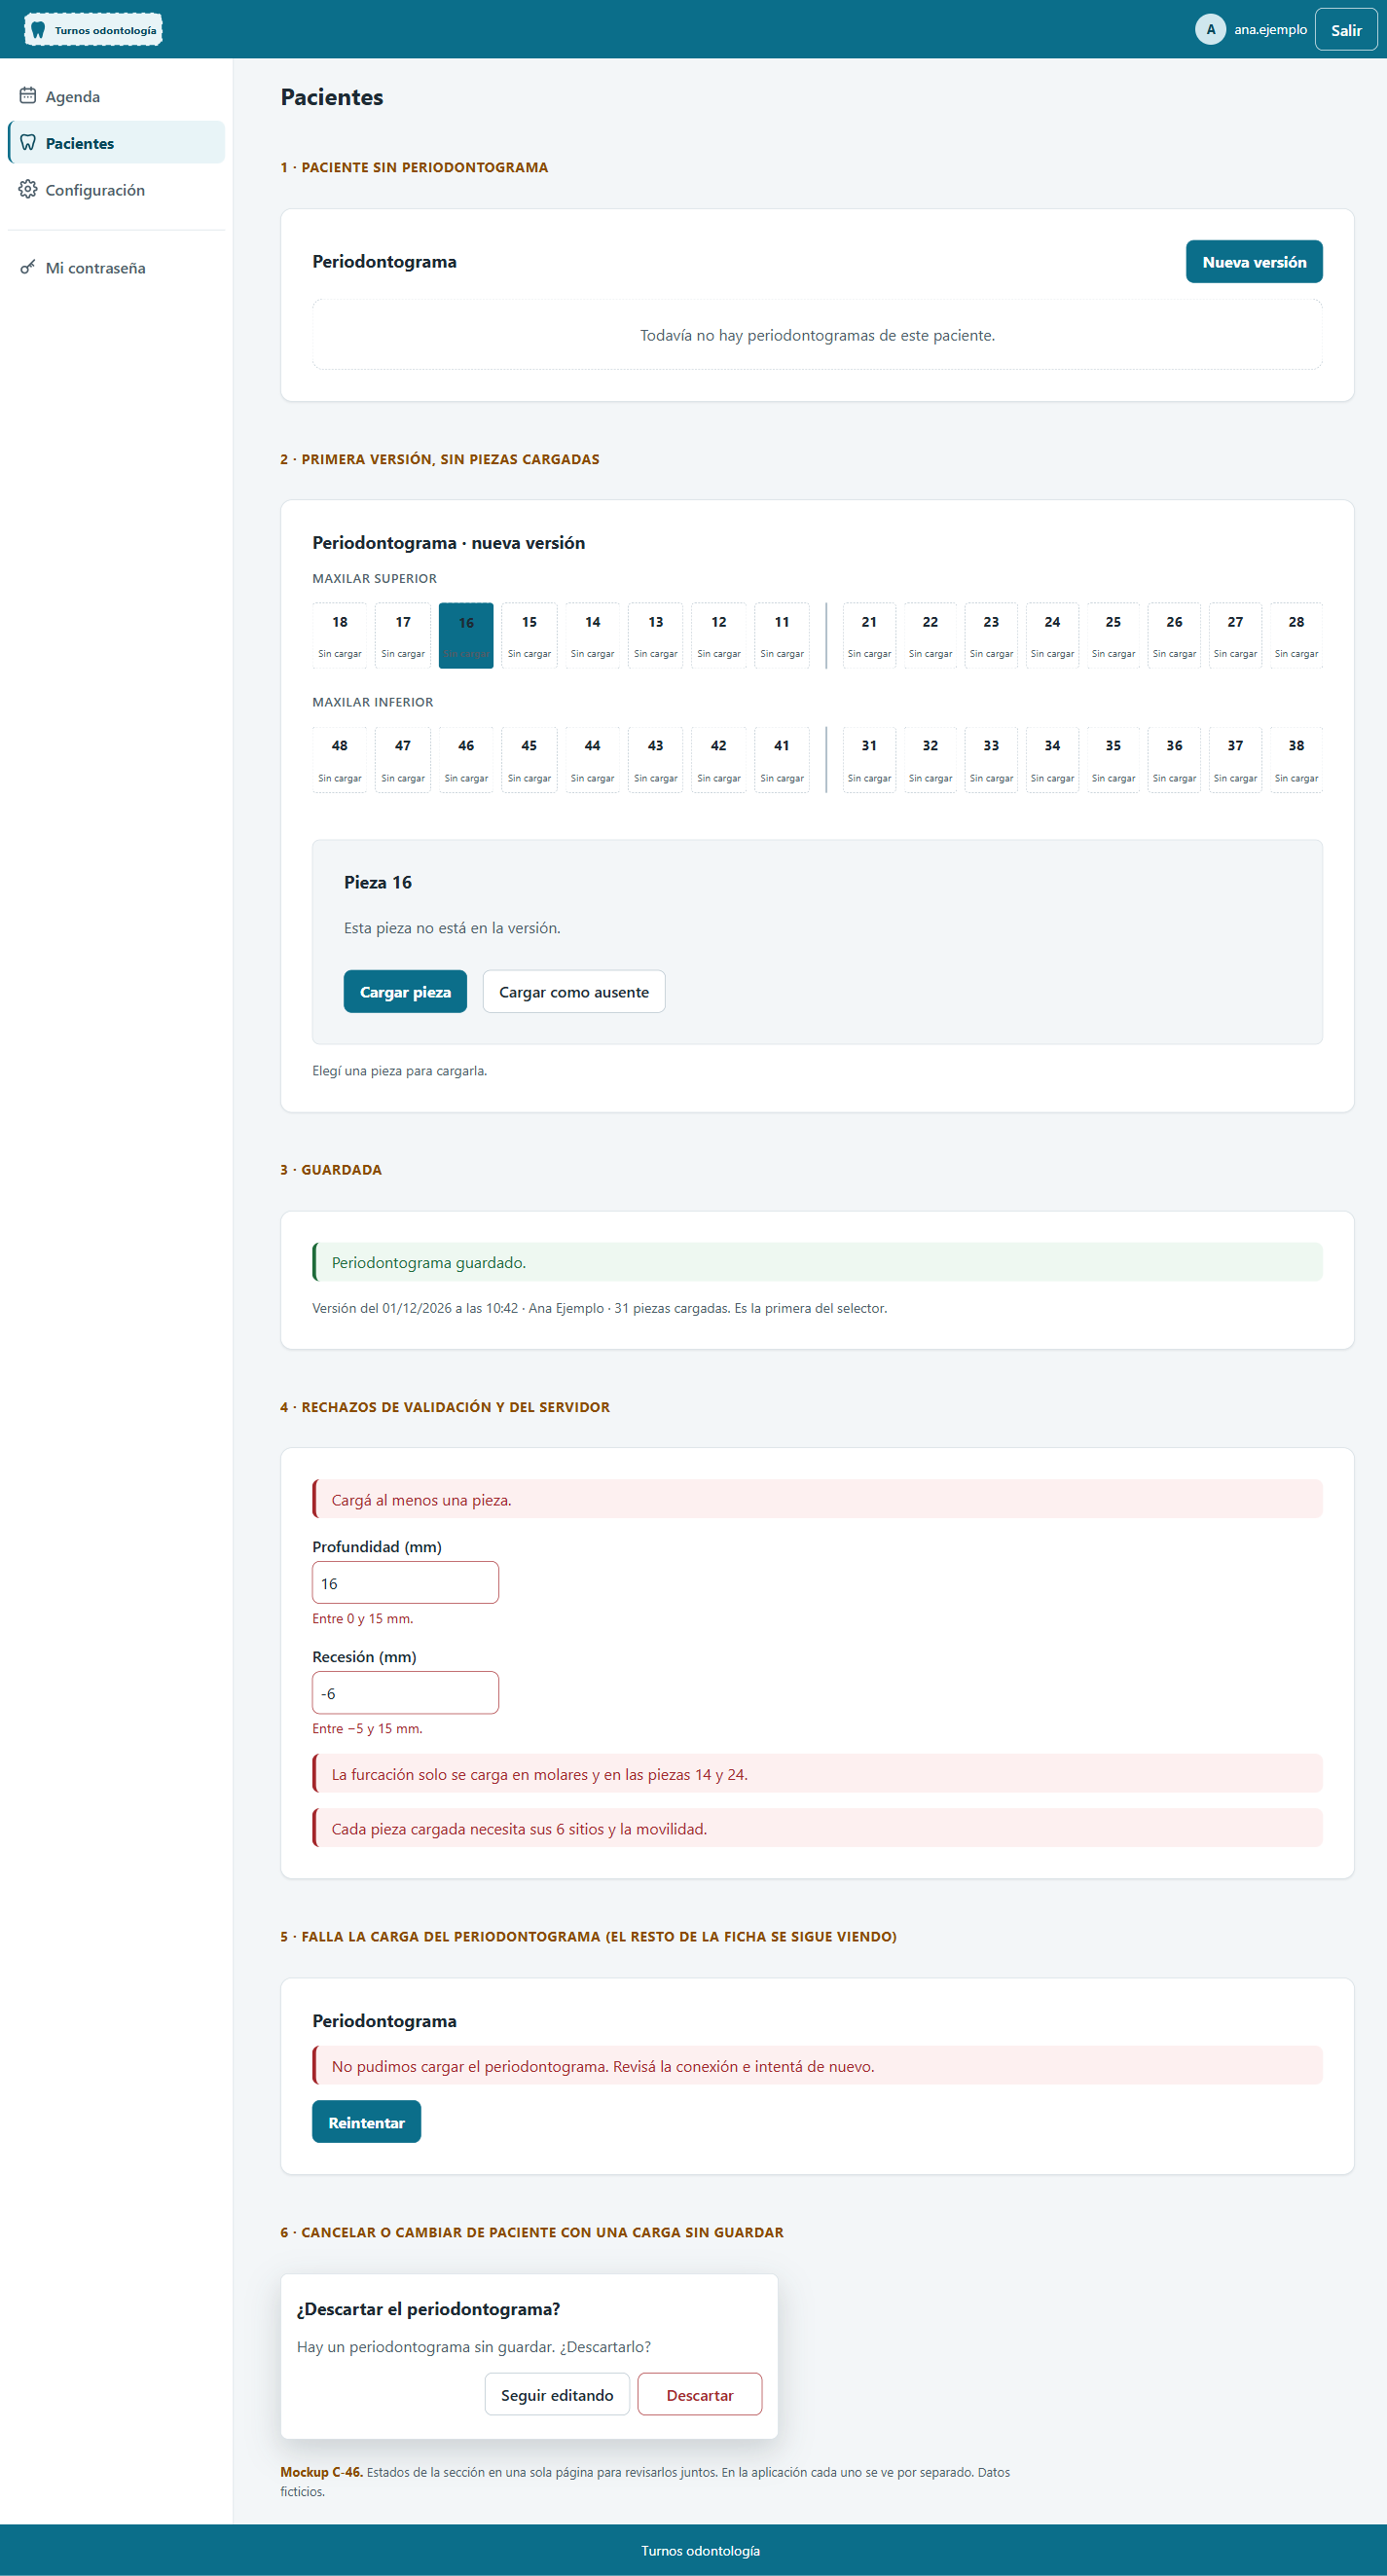 Turnos odontología
A ana.ejemplo Salir
Agenda
Pacientes
Configuración
Mi contraseña
Pacientes
1 · PACIENTE SIN PERIODONTOGRAMA
Periodontograma Nueva versión
Todavía no hay periodontogramas de este paciente.
2 · PRIMERA VERSIÓN, SIN PIEZAS CARGADAS
Periodontograma · nueva versión
MAXILAR SUPERIOR
18 17 16 15 14 13 12 11 21 22 23 24 25 26 27 28
Sin cargar Sin cargar Sin cargar Sin cargar Sin cargar Sin cargar Sin cargar Sin cargar Sin cargar Sin cargar Sin cargar Sin cargar Sin cargar Sin cargar Sin cargar Sin cargar
MAXILAR INFERIOR
48 47 46 45 44 43 42 41 31 32 33 34 35 36 37 38
Sin cargar Sin cargar Sin cargar Sin cargar Sin cargar Sin cargar Sin cargar Sin cargar Sin cargar Sin cargar Sin cargar Sin cargar Sin cargar Sin cargar Sin cargar Sin cargar
Pieza 16
Esta pieza no está en la versión.
Cargar pieza Cargar como ausente
Elegí una pieza para cargarla.
3 · GUARDADA
Periodontograma guardado.
Versión del 01/12/2026 a las 10:42 · Ana Ejemplo · 31 piezas cargadas. Es la primera del selector.
4 · RECHAZOS DE VALIDACIÓN Y DEL SERVIDOR
Cargá al menos una pieza.
Profundidad (mm)
16
Entre 0 y 15 mm.
Recesión (mm)
-6
Entre −5 y 15 mm.
La furcación solo se carga en molares y en las piezas 14 y 24.
Cada pieza cargada necesita sus 6 sitios y la movilidad.
5 · FALLA LA CARGA DEL PERIODONTOGRAMA (EL RESTO DE LA FICHA SE SIGUE VIENDO)
Periodontograma
No pudimos cargar el periodontograma. Revisá la conexión e intentá de nuevo.
Reintentar
6 · CANCELAR O CAMBIAR DE PACIENTE CON UNA CARGA SIN GUARDAR
¿Descartar el periodontograma?
Hay un periodontograma sin guardar. ¿Descartarlo?
Seguir editando Descartar
Mockup C-46. Estados de la sección en una sola página para revisarlos juntos. En la aplicación cada uno se ve por separado. Datos
ficticios.
Turnos odontología